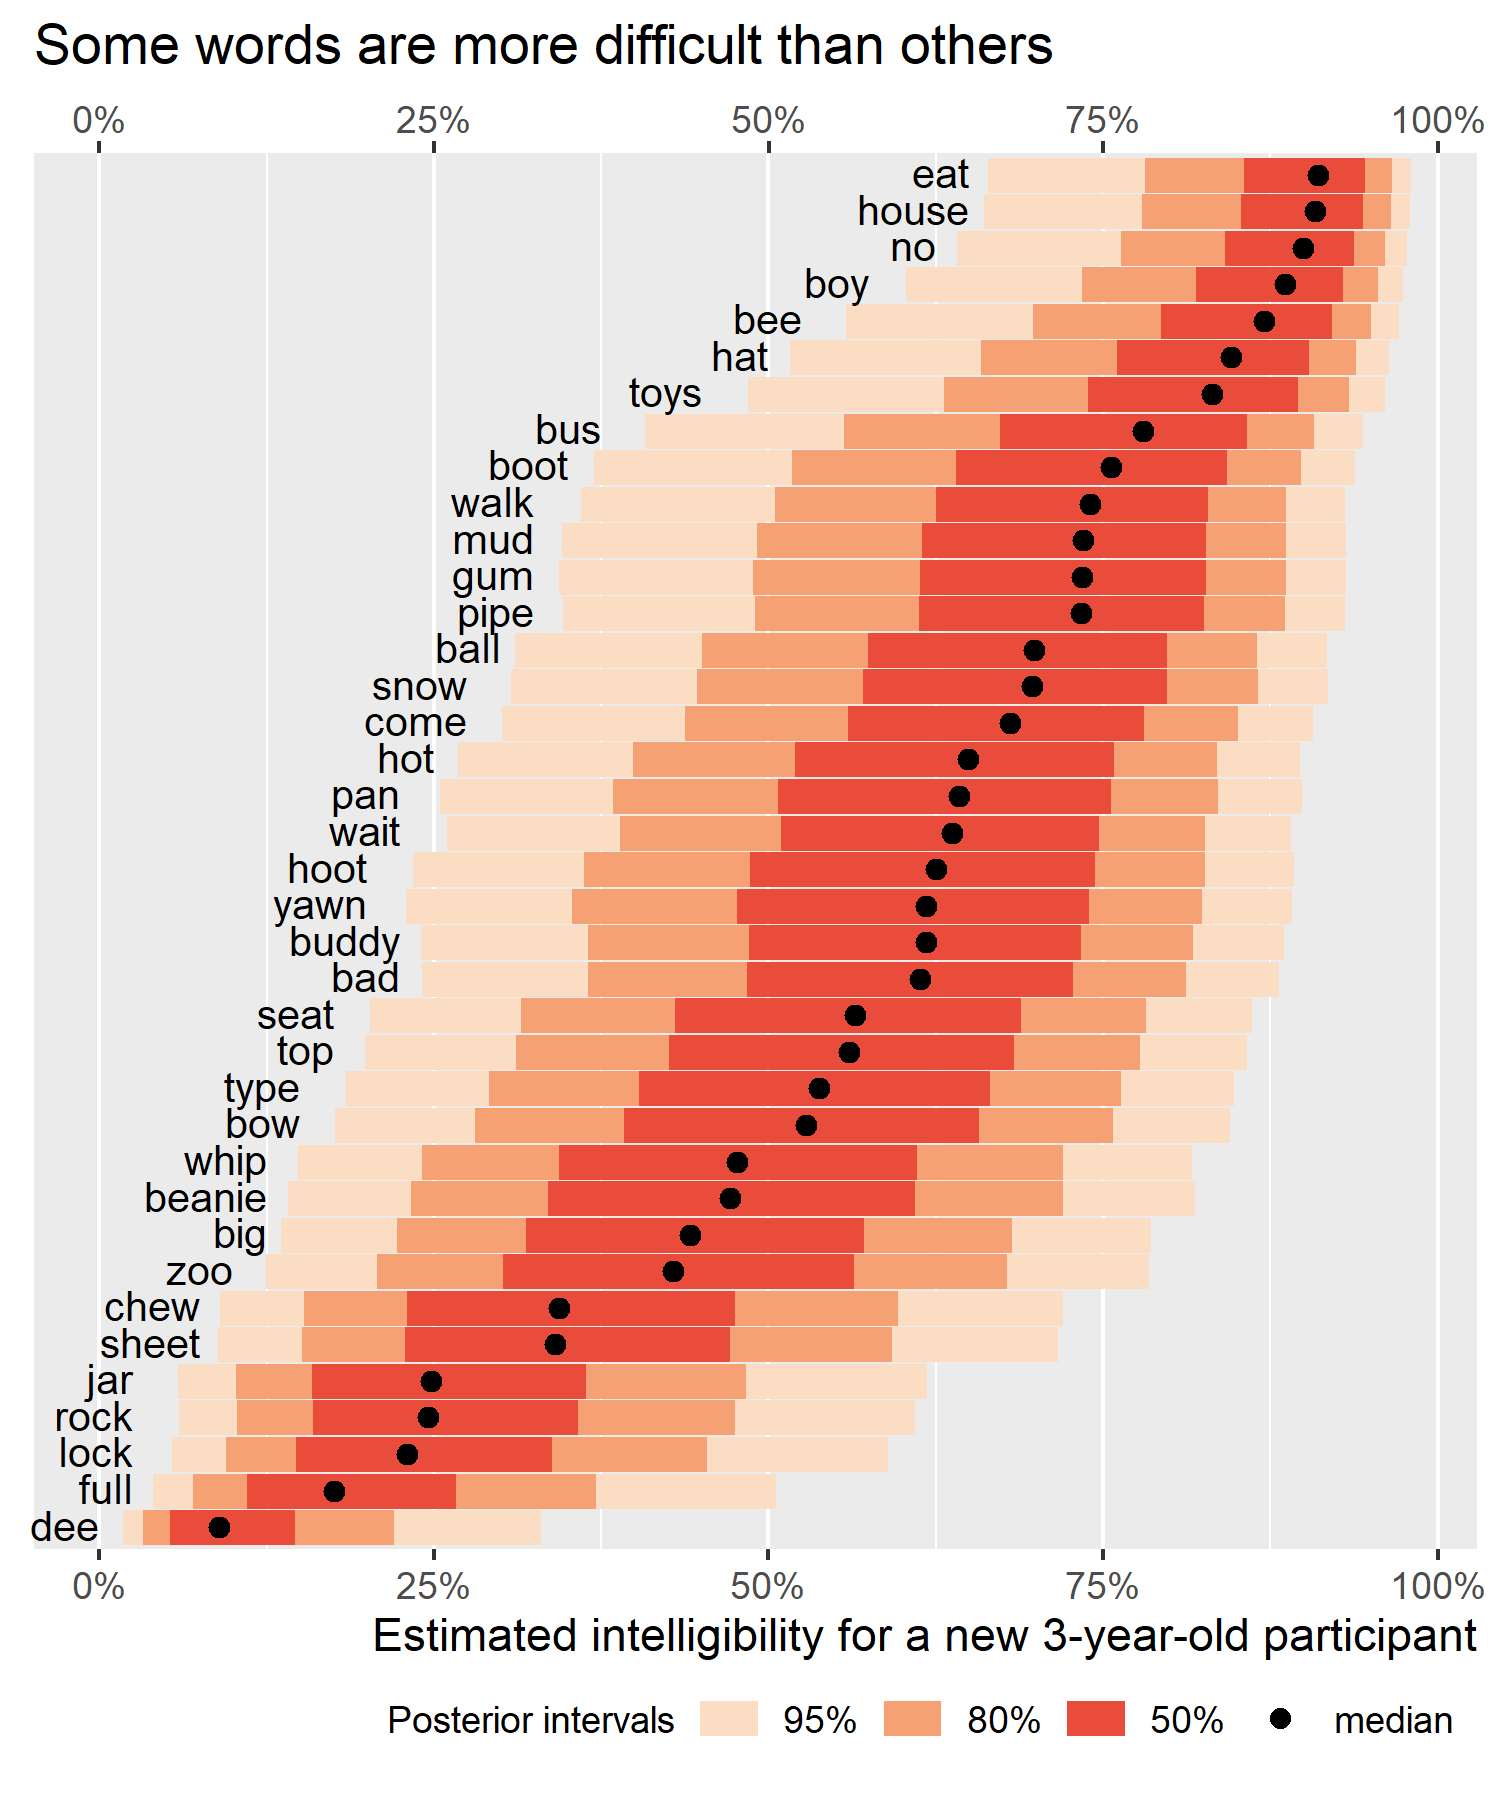 Some words are more difficult than others
0% 25% 50% 75% 100%
eat
house
no
boy
bee
hat
toys
bus
boot
walk
mud
gum
pipe
ball
snow
come
hot
pan
wait
hoot
yawn
buddy
bad
seat
top
type
bow
whip
beanie
big
zoo
chew
sheet
jar
rock
lock
full
dee
0% 25% 50% 75% 100%
Estimated intelligibility for a new 3-year-old participant
Posterior intervals 95% 80% 50% median